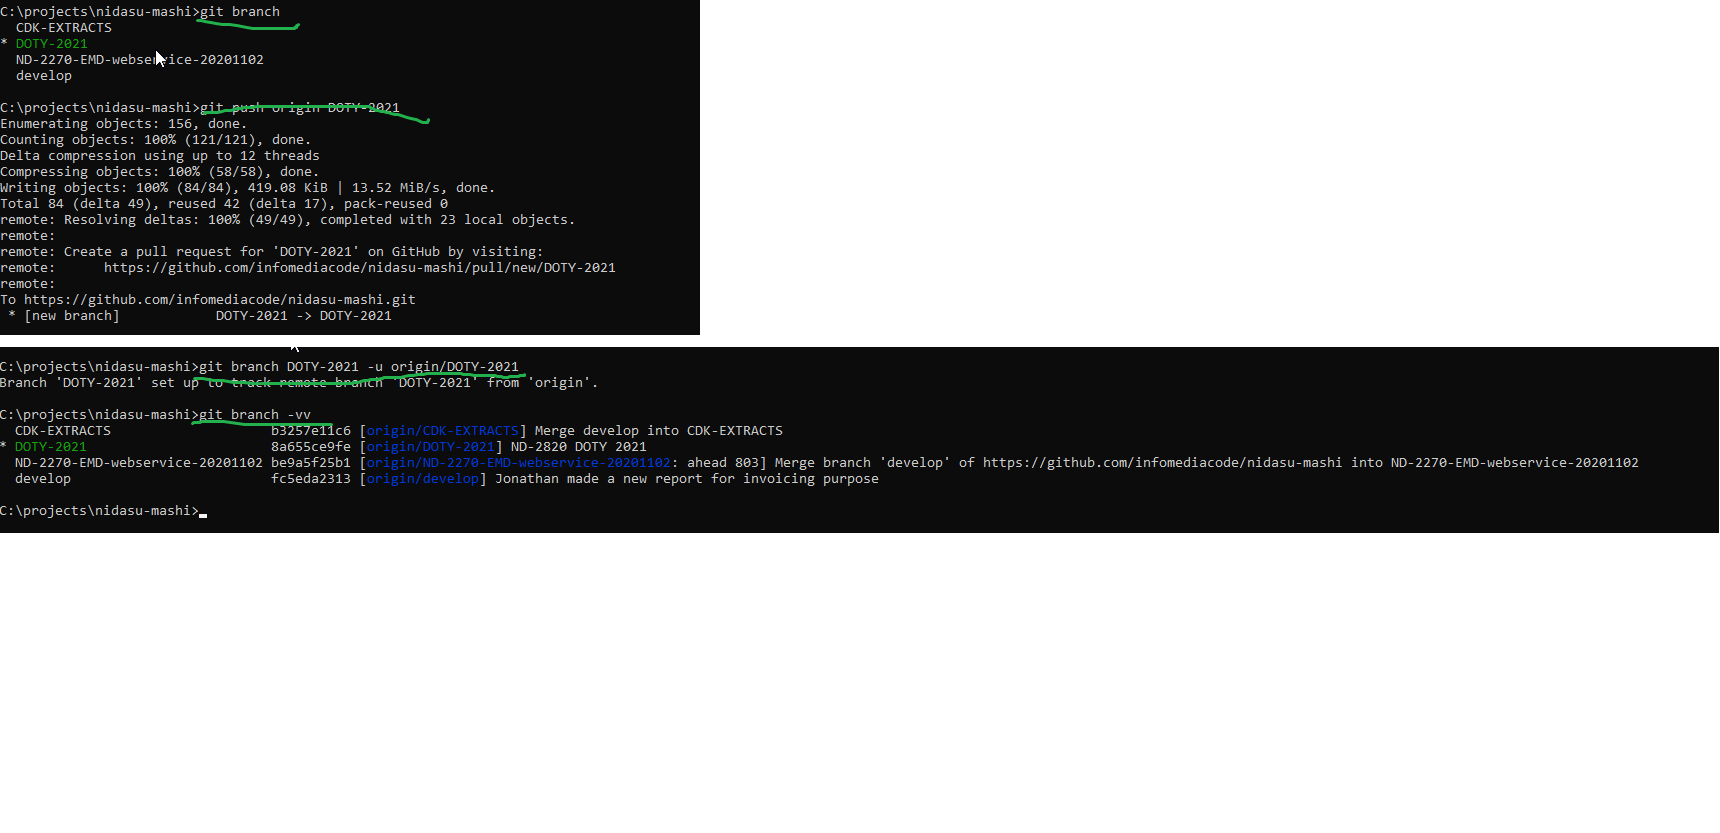 C:\projects\nidasu-mashi>git branch
  CDK-EXTRACTS
* DOTY-2021
  ND-2270-EMD-webservice-20201102
  develop
C:\projects\nidasu-mashi>git push origin DOTY-2021
Enumerating objects: 156, done.
Counting objects: 100% (121/121), done.
Delta compression using up to 12 threads
Compressing objects: 100% (58/58), done.
Writing objects: 100% (84/84), 419.08 KiB | 13.52 MiB/s, done.
Total 84 (delta 49), reused 42 (delta 17), pack-reused 0
remote: Resolving deltas: 100% (49/49), completed with 23 local objects.
remote:
remote: Create a pull request for 'DOTY-2021' on GitHub by visiting:
remote:      https://github.com/infomediacode/nidasu-mashi/pull/new/DOTY-2021
remote:
To https://github.com/infomediacode/nidasu-mashi.git
 * [new branch]            DOTY-2021 -> DOTY-2021
C:\projects\nidasu-mashi>git branch DOTY-2021 -u origin/DOTY-2021
Branch 'DOTY-2021' set up to track remote branch 'DOTY-2021' from 'origin'.
C:\projects\nidasu-mashi>git branch -vv
  CDK-EXTRACTS                    b3257e11c6 [origin/CDK-EXTRACTS] Merge develop into CDK-EXTRACTS
* DOTY-2021                       8a655ce9fe [origin/DOTY-2021] ND-2820 DOTY 2021
  ND-2270-EMD-webservice-20201102 be9a5f25b1 [origin/ND-2270-EMD-webservice-20201102: ahead 803] Merge branch 'develop' of https://github.com/infomediacode/nidasu-mashi into ND-2270-EMD-webservice-20201102
  develop                         fc5eda2313 [origin/develop] Jonathan made a new report for invoicing purpose
C:\projects\nidasu-mashi>